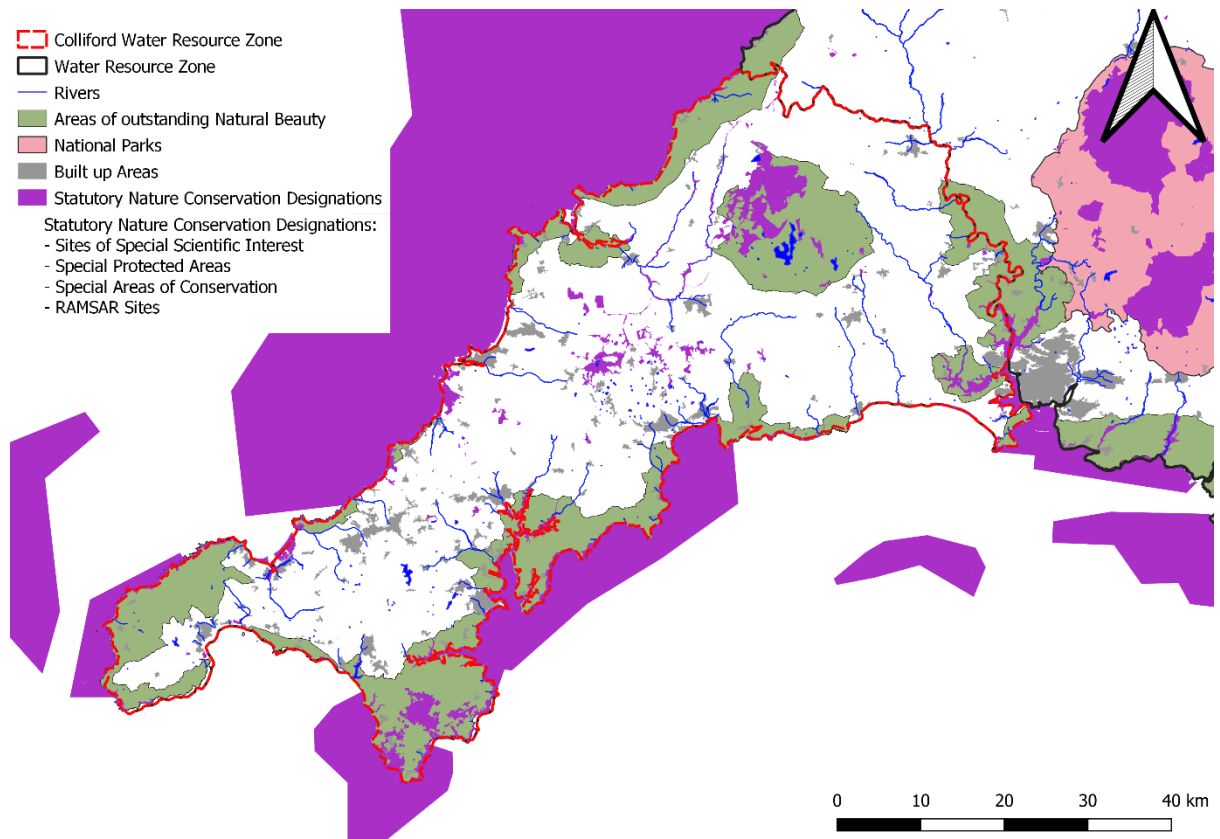 Colliford Water Resource Zone
Water Resource Zone
Rivers
Areas of outstanding Natural Beauty
National Parks
Built up Areas
Statutory Nature Conservation Designations
Statutory Nature Conservation Designations:
- Sites of Special Scientific Interest
- Special Protected Areas
- Special Areas of Conservation
- RAMSAR Sites
0 10 20 30 40 km